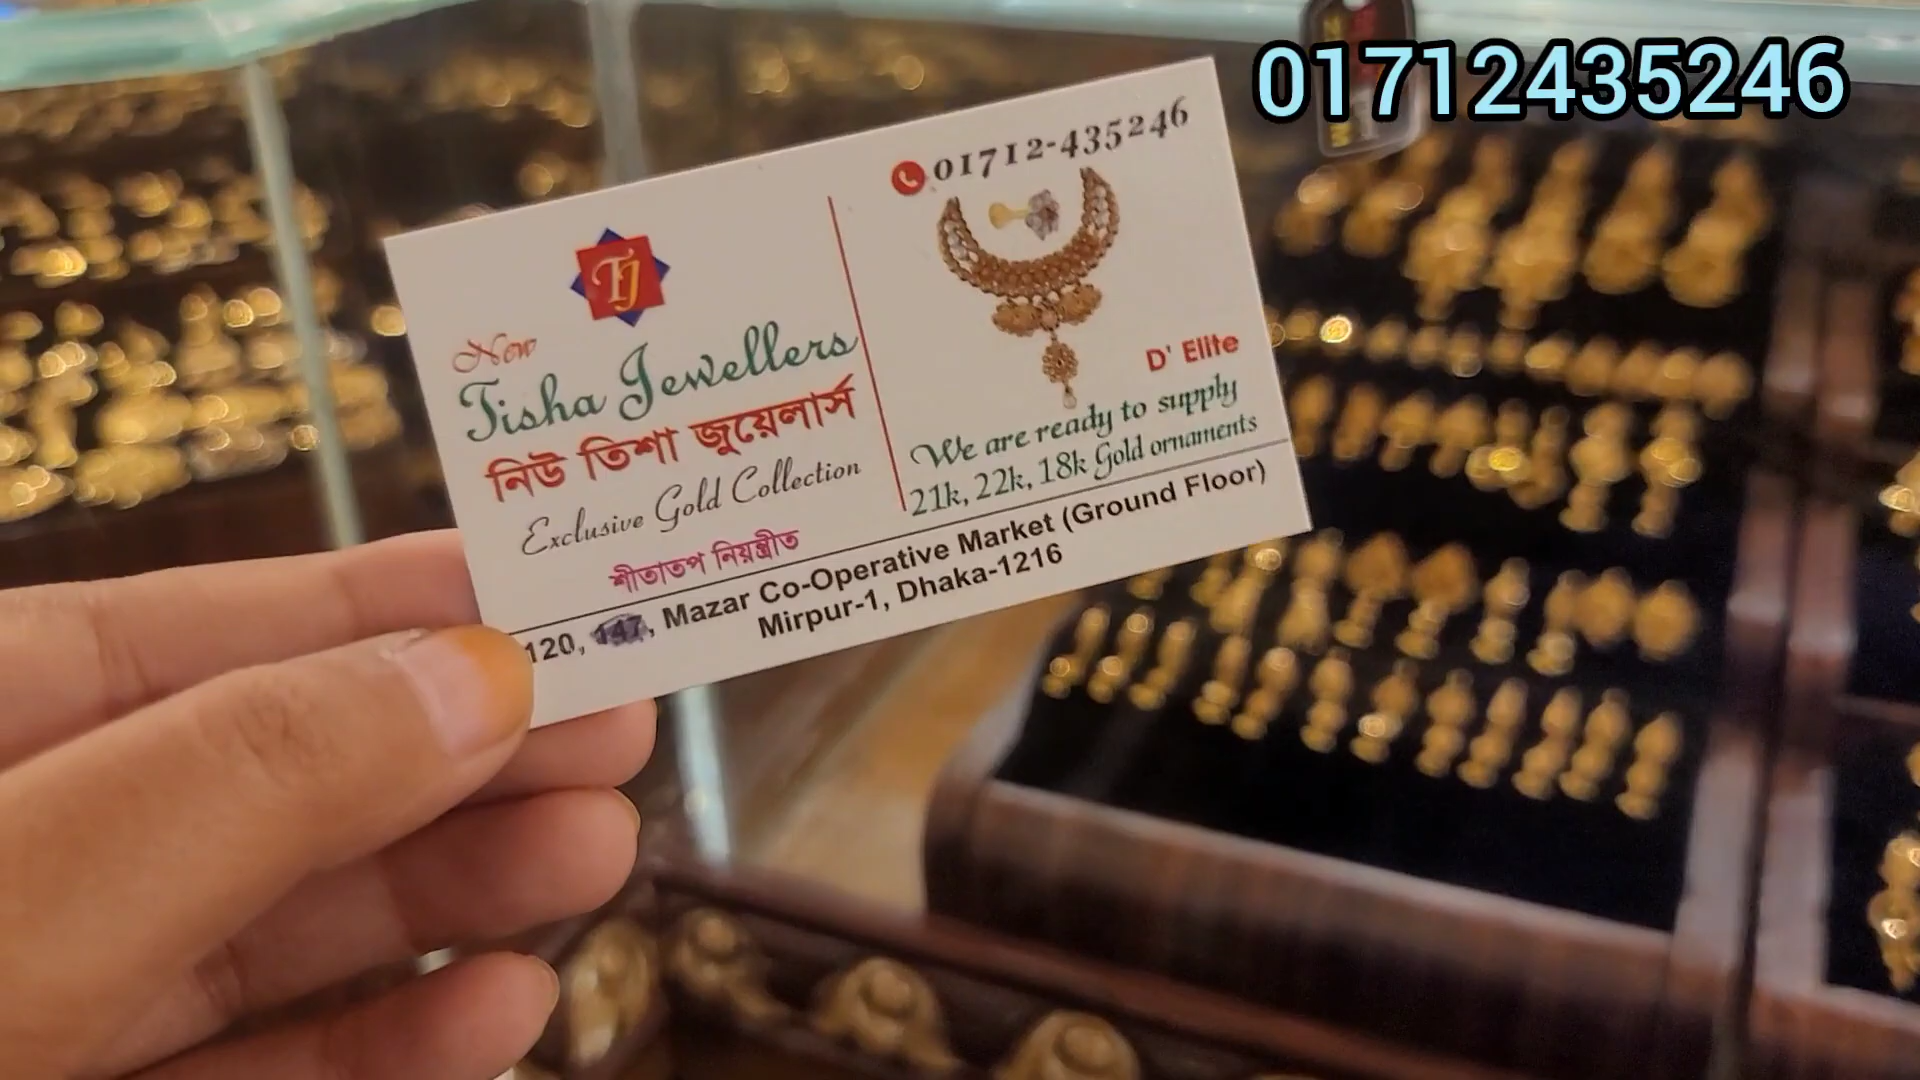 01712435246
01712-435246
TJ
New
Tisha Jewellers
নিউ তিশা জুয়েলার্স
Exclusive Gold Collection
শীতাতপ নিয়ন্ত্রীত
D' Elite
We are ready to supply
21k, 22k, 18k Gold ornaments
120, 147, Mazar Co-Operative Market (Ground Floor)
Mirpur-1, Dhaka-1216